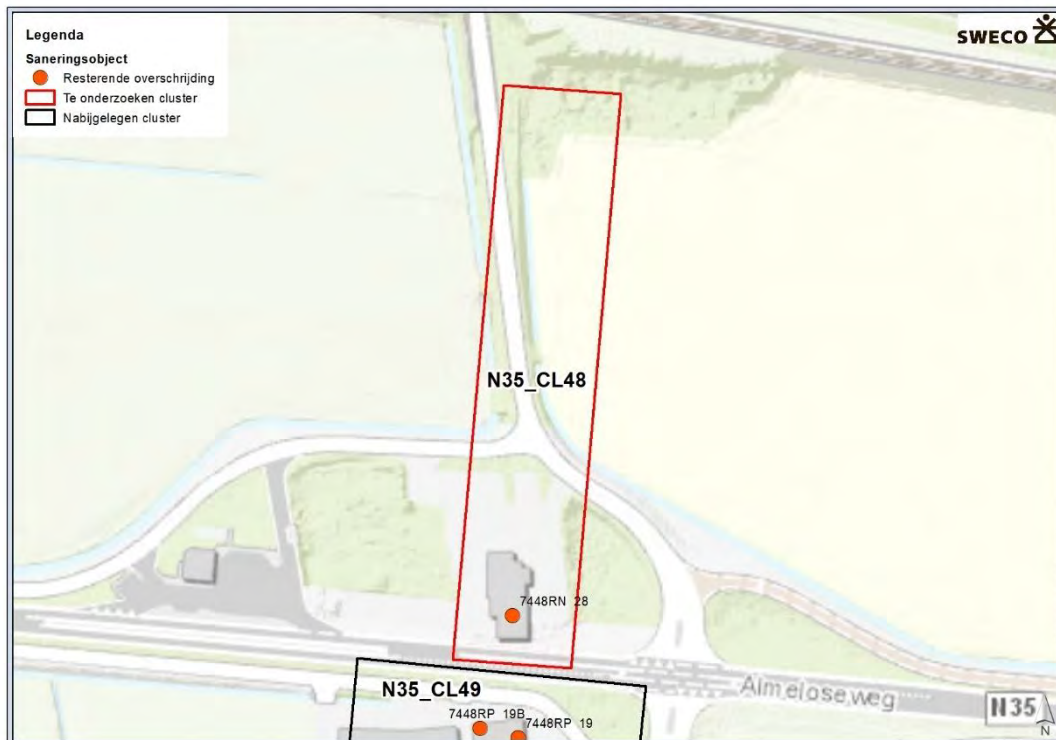 Legenda
Saneringsobject
Resterende overschrijding
Te onderzoeken cluster
Nabijgelegen cluster
SWECO
N35_CL48
7448RN 28
N35_CL49
7448RP 19B
7448RP 19
Almeloseweg
N35
N